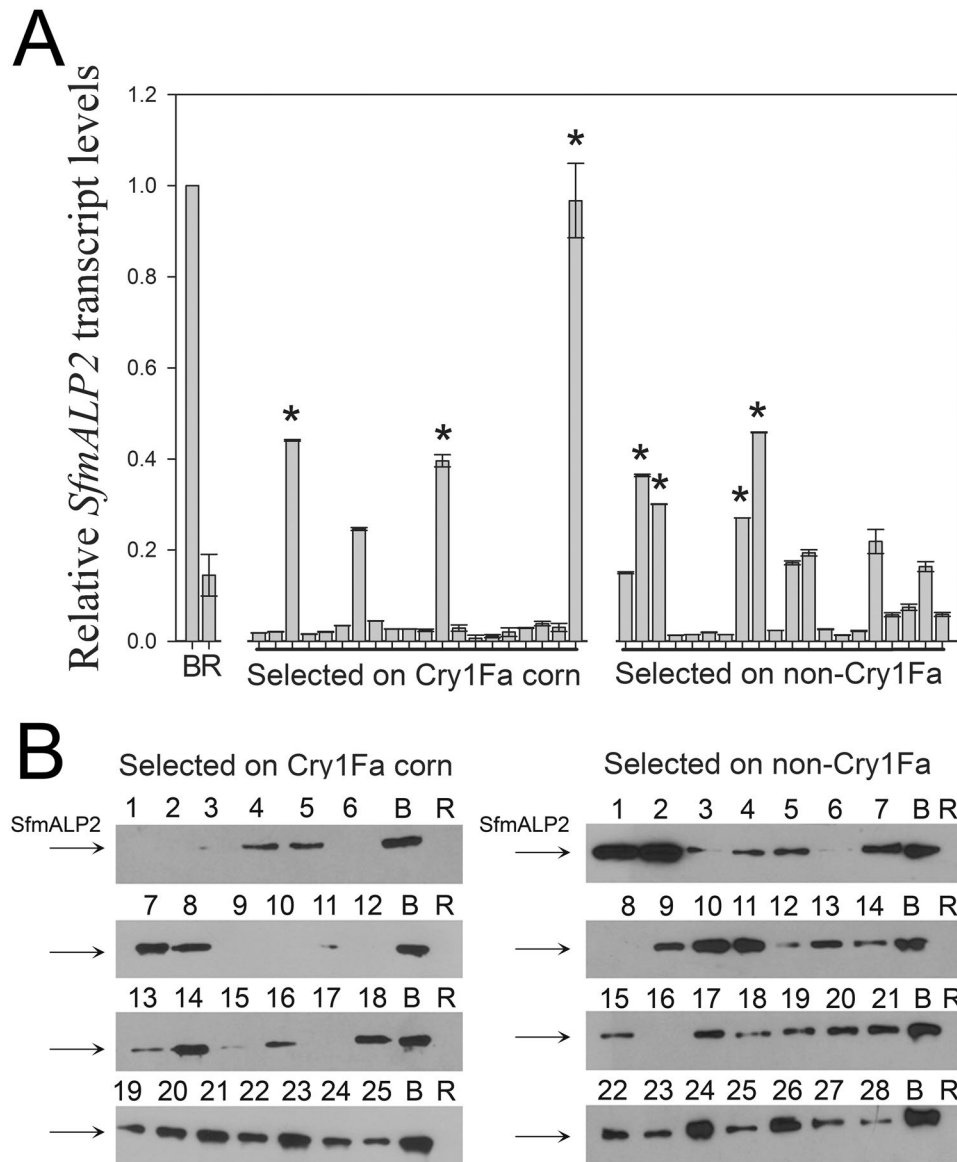 A
Relative SfmALP2 transcript levels
1.2
1.0
0.8
0.6
0.4
0.2
0.0
* * * * * * *
BR
Selected on Cry1Fa corn
Selected on non-Cry1Fa
B
Selected on Cry1Fa corn
1 2 3 4 5 6 B R
SfmALP2
7 8 9 10 11 12 B R
13 14 15 16 17 18 B R
19 20 21 22 23 24 25 B R
Selected on non-Cry1Fa
1 2 3 4 5 6 7 B R
SfmALP2
8 9 10 11 12 13 14 B R
15 16 17 18 19 20 21 B R
22 23 24 25 26 27 28 B R